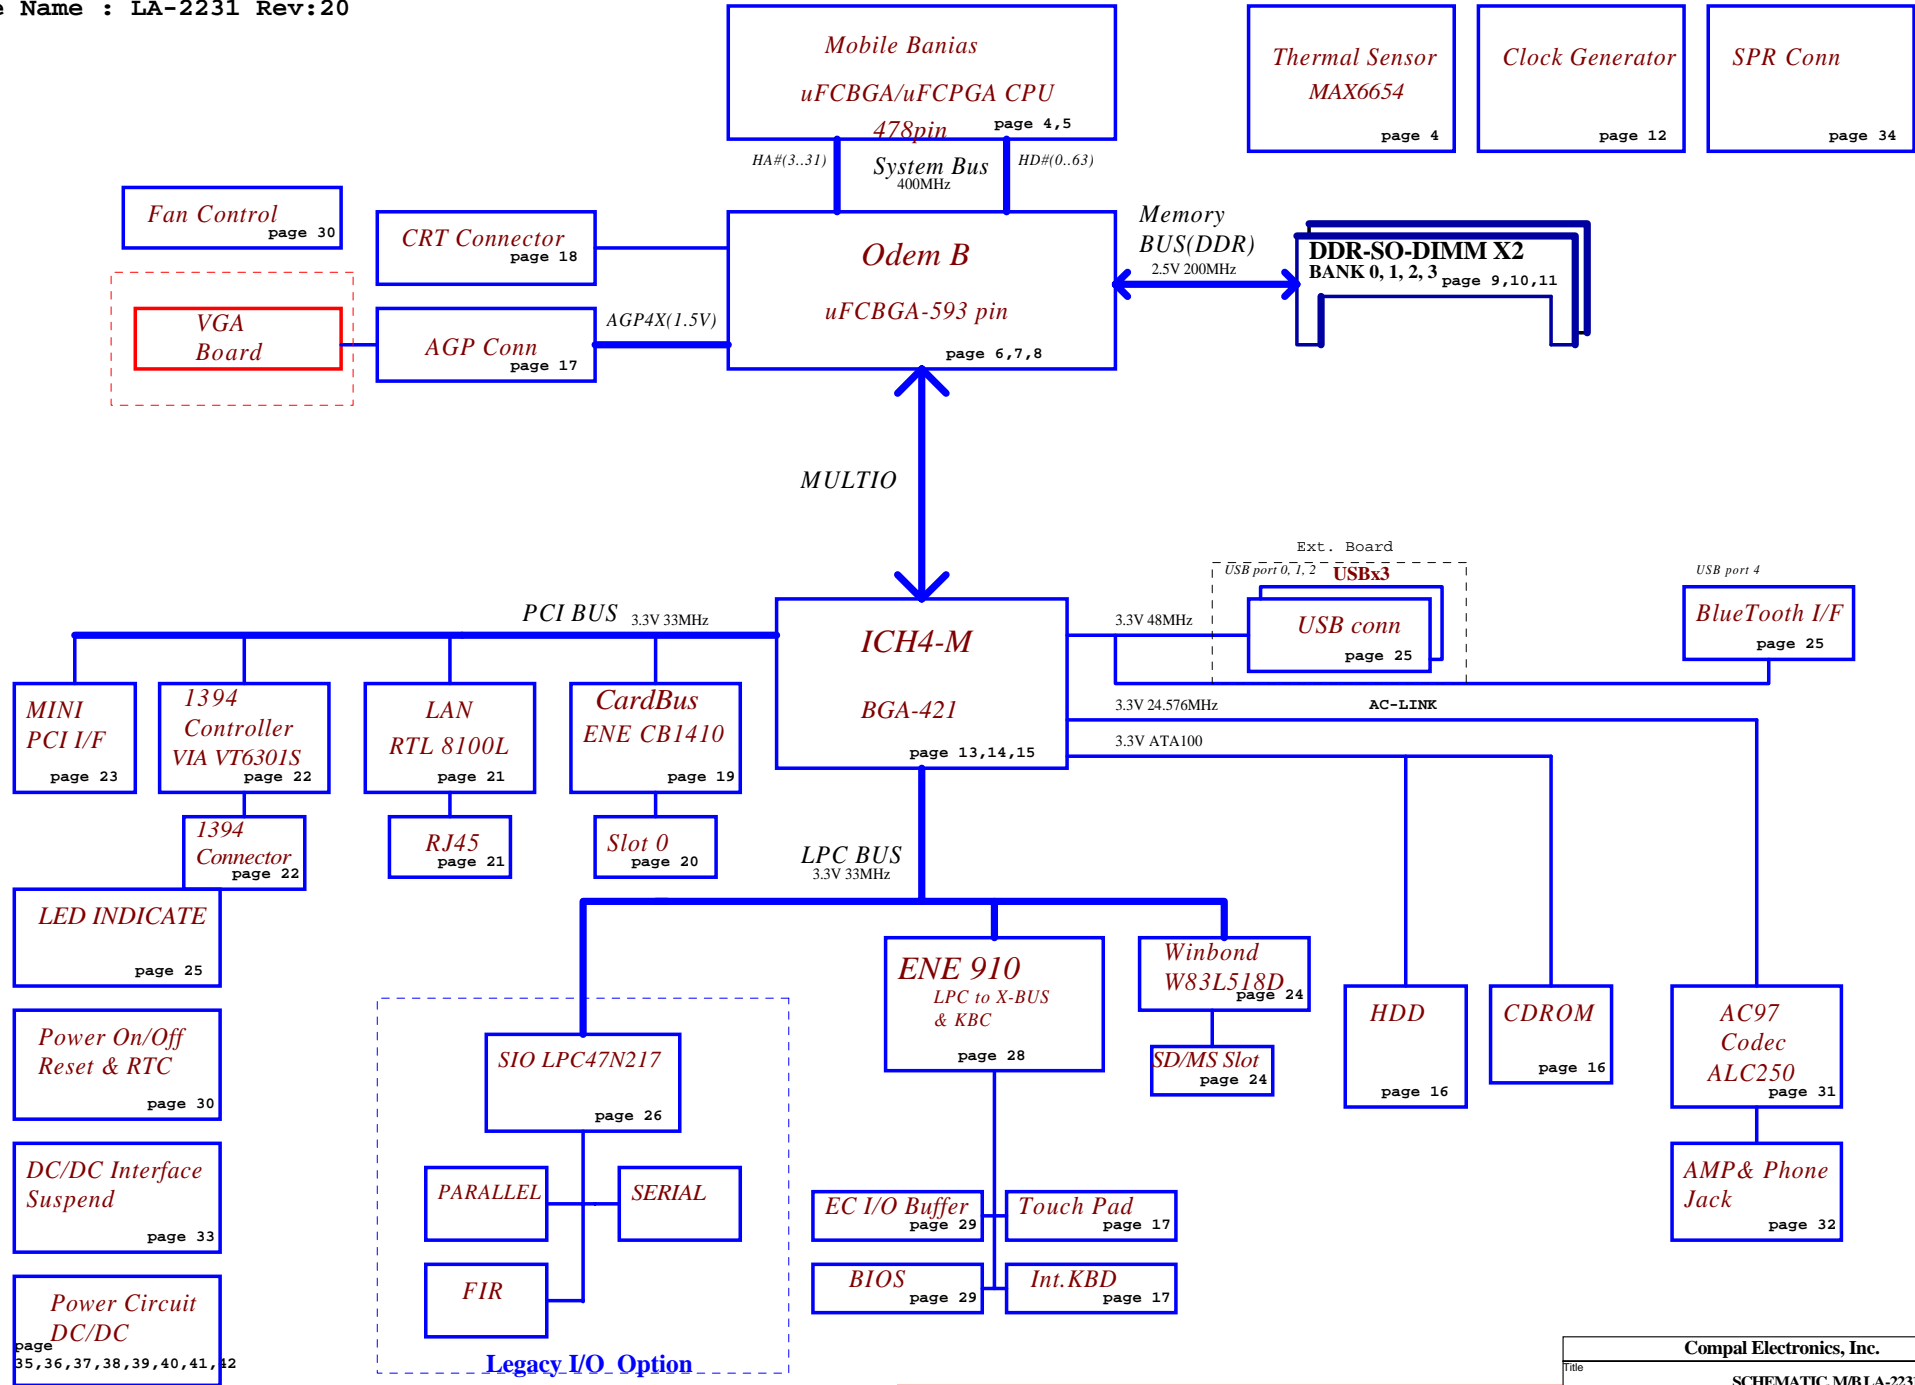 Name : LA-2231 Rev:20
Mobile Banias
uFCBGA/uFCPGA CPU
478pin
page 4,5
Thermal Sensor
MAX6654
page 4
Clock Generator
page 12
SPR Conn
page 34
HA#(3..31)
System Bus
400MHz
HD#(0..63)
Fan Control
page 30
CRT Connector
page 18
Odem B
uFCBGA-593 pin
page 6,7,8
Memory
BUS(DDR)
2.5V 200MHz
DDR-SO-DIMM X2
BANK 0, 1, 2, 3
page 9,10,11
VGA
Board
AGP Conn
page 17
AGP4X(1.5V)
MULTIO
Ext. Board
USB port 0, 1, 2
USBx3
USB conn
page 25
USB port 4
BlueTooth I/F
page 25
PCI BUS
3.3V 33MHz
ICH4-M
BGA-421
page 13,14,15
3.3V 48MHz
3.3V 24.576MHz
AC-LINK
3.3V ATA100
MINI
PCI I/F
page 23
1394
Controller
VIA VT6301S
page 22
LAN
RTL 8100L
page 21
CardBus
ENE CB1410
page 19
1394
Connector
page 22
RJ45
page 21
Slot 0
page 20
LPC BUS
3.3V 33MHz
LED INDICATE
page 25
Power On/Off
Reset & RTC
page 30
DC/DC Interface
Suspend
page 33
Power Circuit
DC/DC
page
35,36,37,38,39,40,41,42
SIO LPC47N217
page 26
PARALLEL
SERIAL
FIR
Legacy I/O Option
ENE 910
LPC to X-BUS
& KBC
page 28
Winbond
W83L518D
page 24
SD/MS Slot
page 24
EC I/O Buffer
page 29
Touch Pad
page 17
BIOS
page 29
Int.KBD
page 17
HDD
page 16
CDROM
page 16
AC97
Codec
ALC250
page 31
AMP& Phone
Jack
page 32
Compal Electronics, Inc.
Title
SCHEMATIC, M/B LA-2231